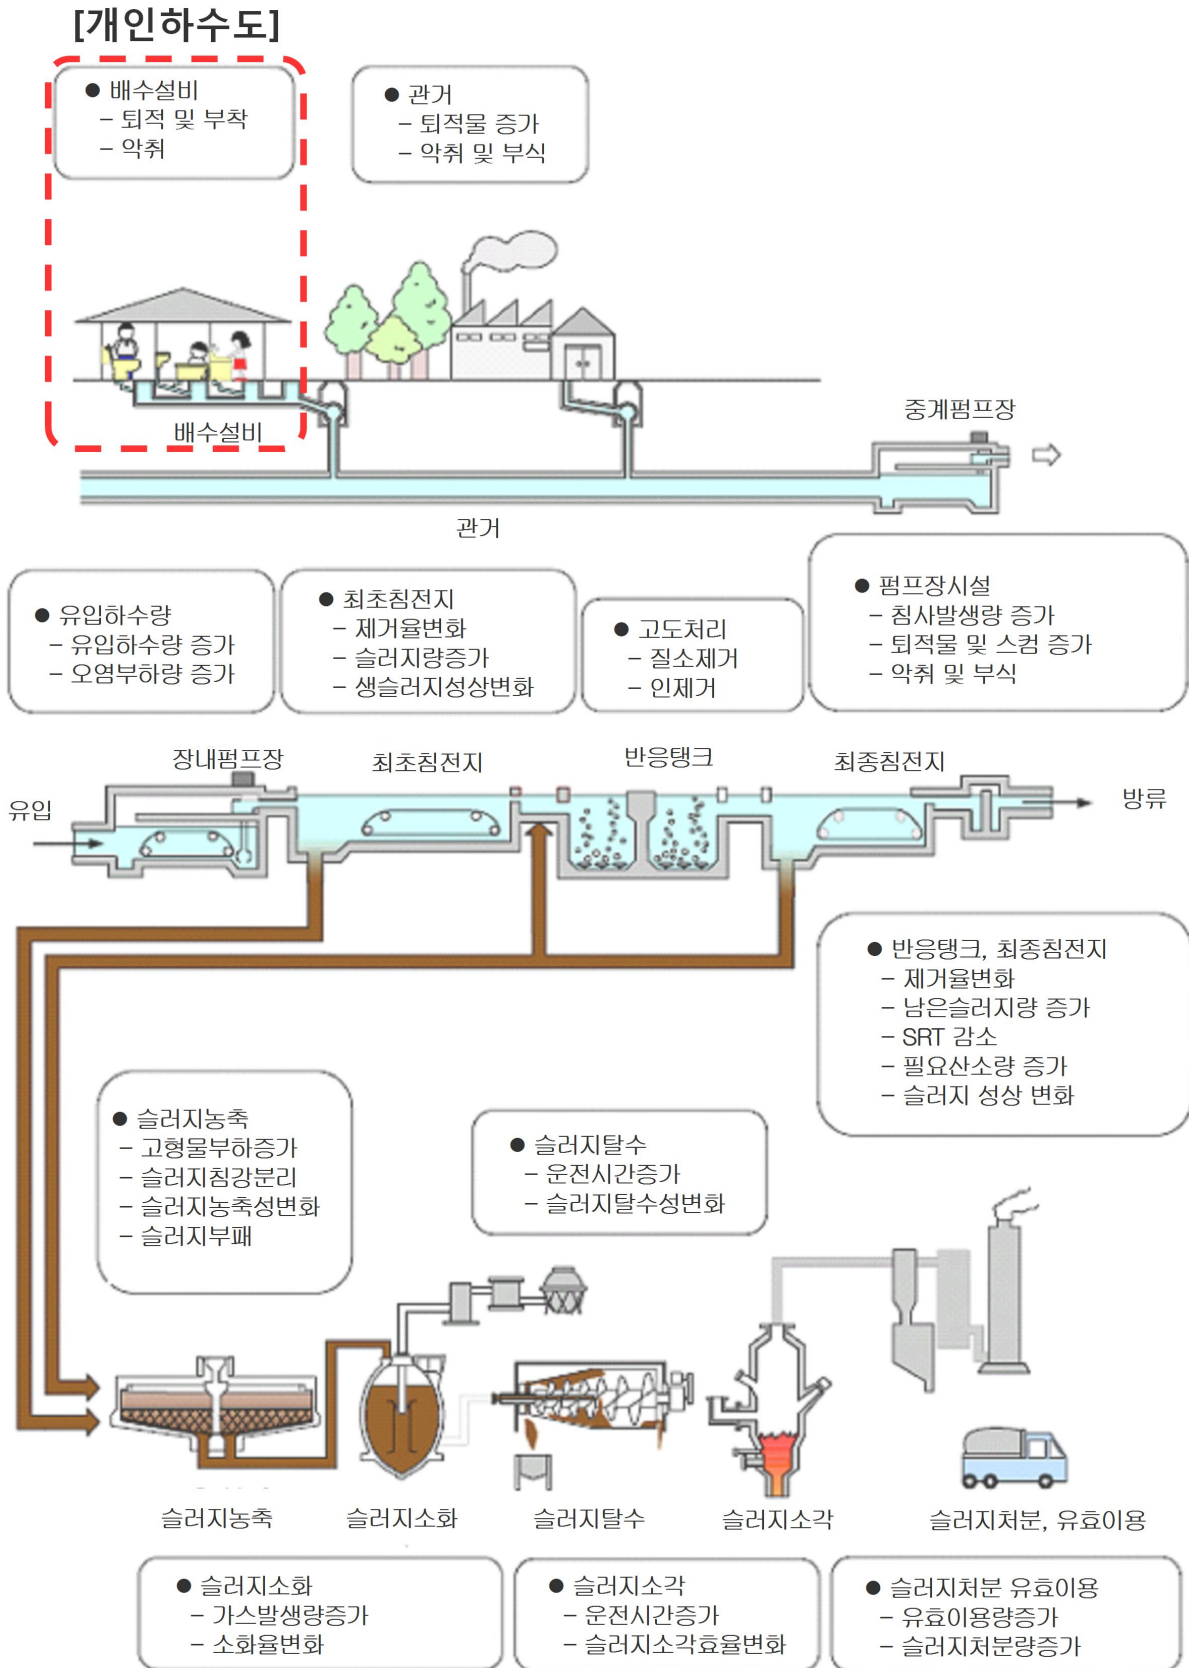 [개인하수도]
● 배수설비
– 퇴적 및 부착
– 악취
● 관거
– 퇴적물 증가
– 악취 및 부식
배수설비
중계펌프장
관거
● 유입하수량
– 유입하수량 증가
– 오염부하량 증가
● 최초침전지
– 제거율변화
– 슬러지량증가
– 생슬러지성상변화
● 고도처리
– 질소제거
– 인제거
● 펌프장시설
– 침사발생량 증가
– 퇴적물 및 스컴 증가
– 악취 및 부식
장내펌프장
최초침전지
반응탱크
최종침전지
유입
방류
● 반응탱크, 최종침전지
– 제거율변화
– 남은슬러지량 증가
– SRT 감소
– 필요산소량 증가
– 슬러지 성상 변화
● 슬러지농축
– 고형물부하증가
– 슬러지침강분리
– 슬러지농축성변화
– 슬러지부패
● 슬러지탈수
– 운전시간증가
– 슬러지탈수성변화
슬러지농축
슬러지소화
슬러지탈수
슬러지소각
슬러지처분, 유효이용
● 슬러지소화
– 가스발생량증가
– 소화율변화
● 슬러지소각
– 운전시간증가
– 슬러지소각효율변화
● 슬러지처분 유효이용
– 유효이용량증가
– 슬러지처분량증가